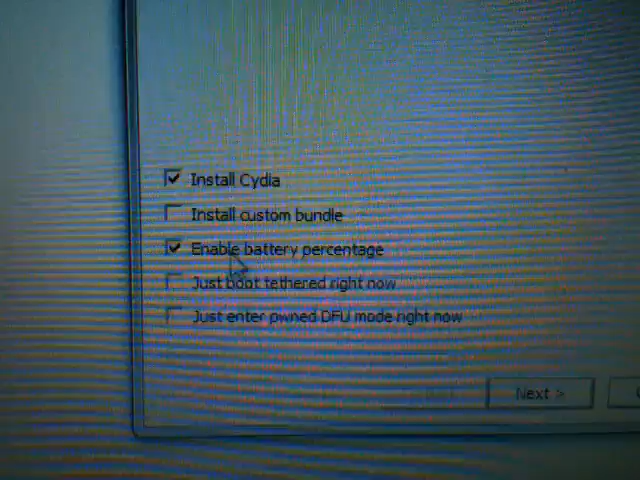 Install Cydia
Install custom bundle
Enable battery percentage
Just boot tethered right now
Just enter pwned DFU mode right now
Next >